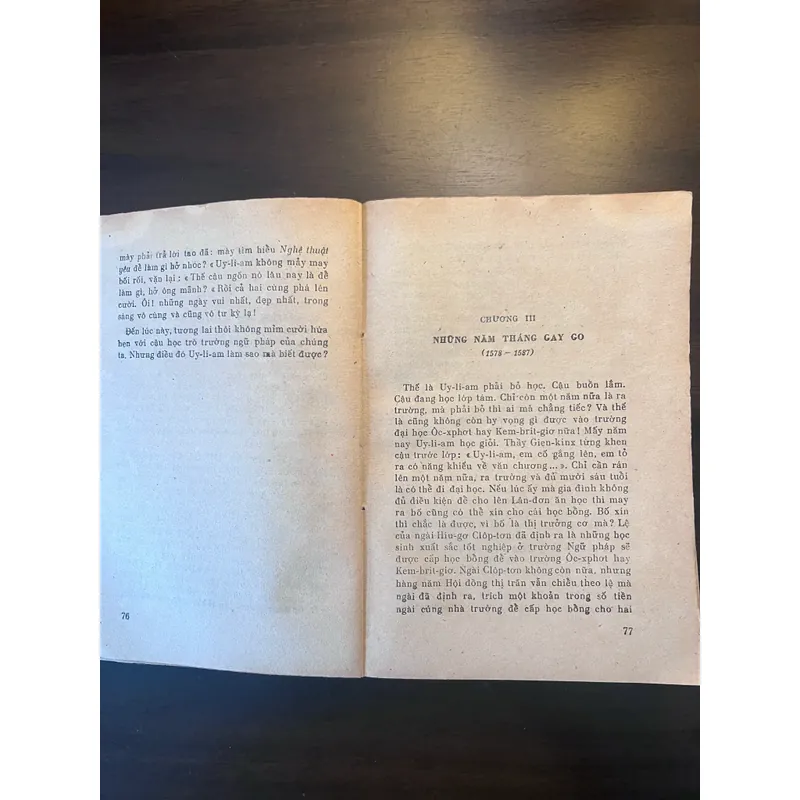 mày phải trả lời tao đã: mày tìm hiểu Nghệ thuật
yêu để làm gì hở nhóc? « Uy-li-am không mảy may
bối rối, vặn lại: « Thế câu ngốn nó lâu nay là để
làm gì, hở ông mãnh? « Rồi cả hai cùng phá lên
cười. Ôi! những ngày vui nhất, đẹp nhất, trong
sáng vô cùng và cũng vô tư kỳ lạ!
Đến lúc này, tương lai thôi không mỉm cười hứa
hẹn với cậu học trò trường ngữ pháp của chúng
ta. Nhưng điều đó Uy-li-am làm sao mà biết được?
76
CHƯƠNG III
NHỮNG NĂM THÁNG GAY GO
(1578 – 1587)
Thế là Uy-li-am phải bỏ học. Cậu buồn lắm.
Cậu đang học lớp tám. Chỉ còn một năm nữa là ra
trường, mà phải bỏ thì ai mà chẳng tiếc? Và thế
là cũng không còn hy vọng gì được vào trường
đại học Ôc-xphơt hay Kem-brit-giơ nữa! Mấy năm
nay Uy-li-am học giỏi. Thầy Gien-kinx từng khen
cậu trước lớp: « Uy-li-am, em cố gắng lên, em tỏ
ra có năng khiếu về văn chương... ». Chỉ cần rán
lên một năm nữa, ra trường và đủ mười sáu tuổi
là có thể đi đại học. Nếu lúc ấy mà gia đình không
đủ điều kiện để cho lên Lân-đơn ăn học thì may
ra bố cũng có thể xin cho cái học bổng. Bố xin
thì chắc là được, vì bố là thị trưởng cơ mà? Lệ
của ngài Hiu-gơ Clôp-tơn đã định ra là những học
sinh xuất sắc tốt nghiệp ở trường Ngữ pháp sẽ
được cấp học bổng để vào trường Ôc-xphơt hay
Kem-brit-giơ. Ngài Clôp-tơn không còn nữa, nhưng
hàng năm Hội đồng thị trấn vẫn chiếu theo lệ mà
ngài đã định ra, trích một khoản trong số tiền
ngài cúng nhà trường để cấp học bổng cho hai
77